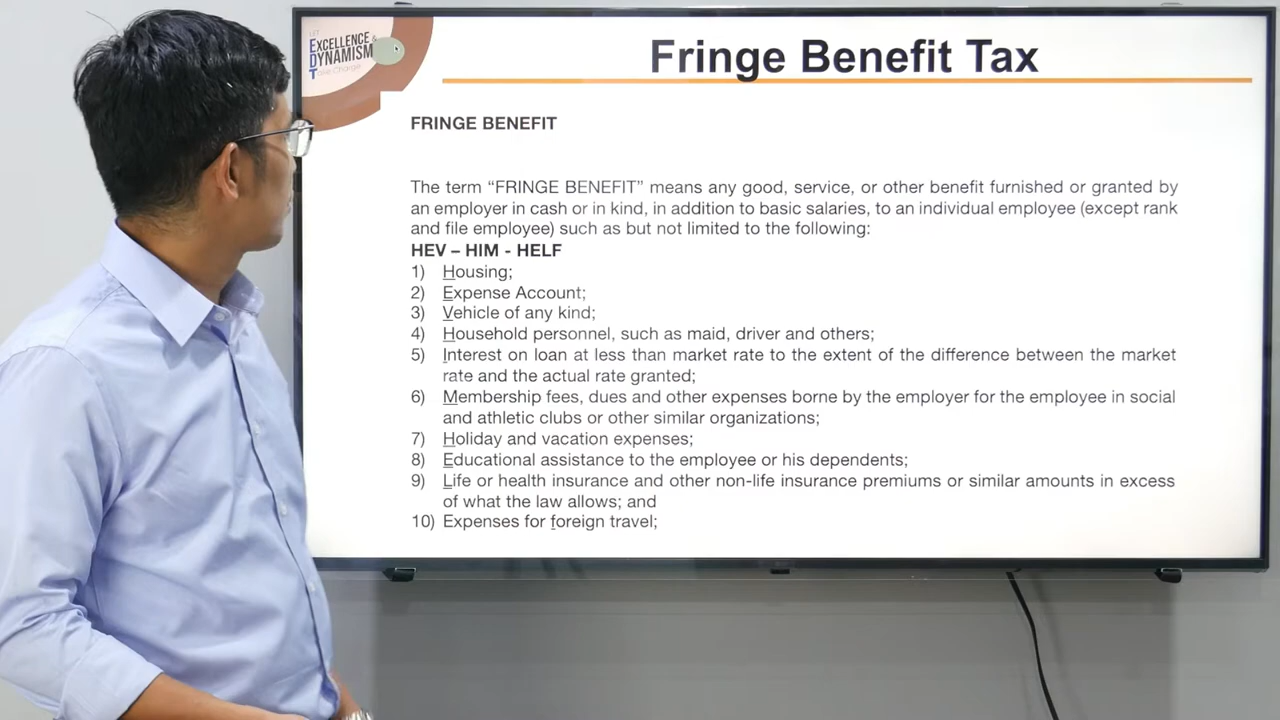 LET
EXCELLENCE &
DYNAMISM
Take Charge
Fringe Benefit Tax
FRINGE BENEFIT
The term “FRINGE BENEFIT” means any good, service, or other benefit furnished or granted by
an employer in cash or in kind, in addition to basic salaries, to an individual employee (except rank
and file employee) such as but not limited to the following:
HEV – HIM - HELF
1) Housing;
2) Expense Account;
3) Vehicle of any kind;
4) Household personnel, such as maid, driver and others;
5) Interest on loan at less than market rate to the extent of the difference between the market
rate and the actual rate granted;
6) Membership fees, dues and other expenses borne by the employer for the employee in social
and athletic clubs or other similar organizations;
7) Holiday and vacation expenses;
8) Educational assistance to the employee or his dependents;
9) Life or health insurance and other non-life insurance premiums or similar amounts in excess
of what the law allows; and
10) Expenses for foreign travel;